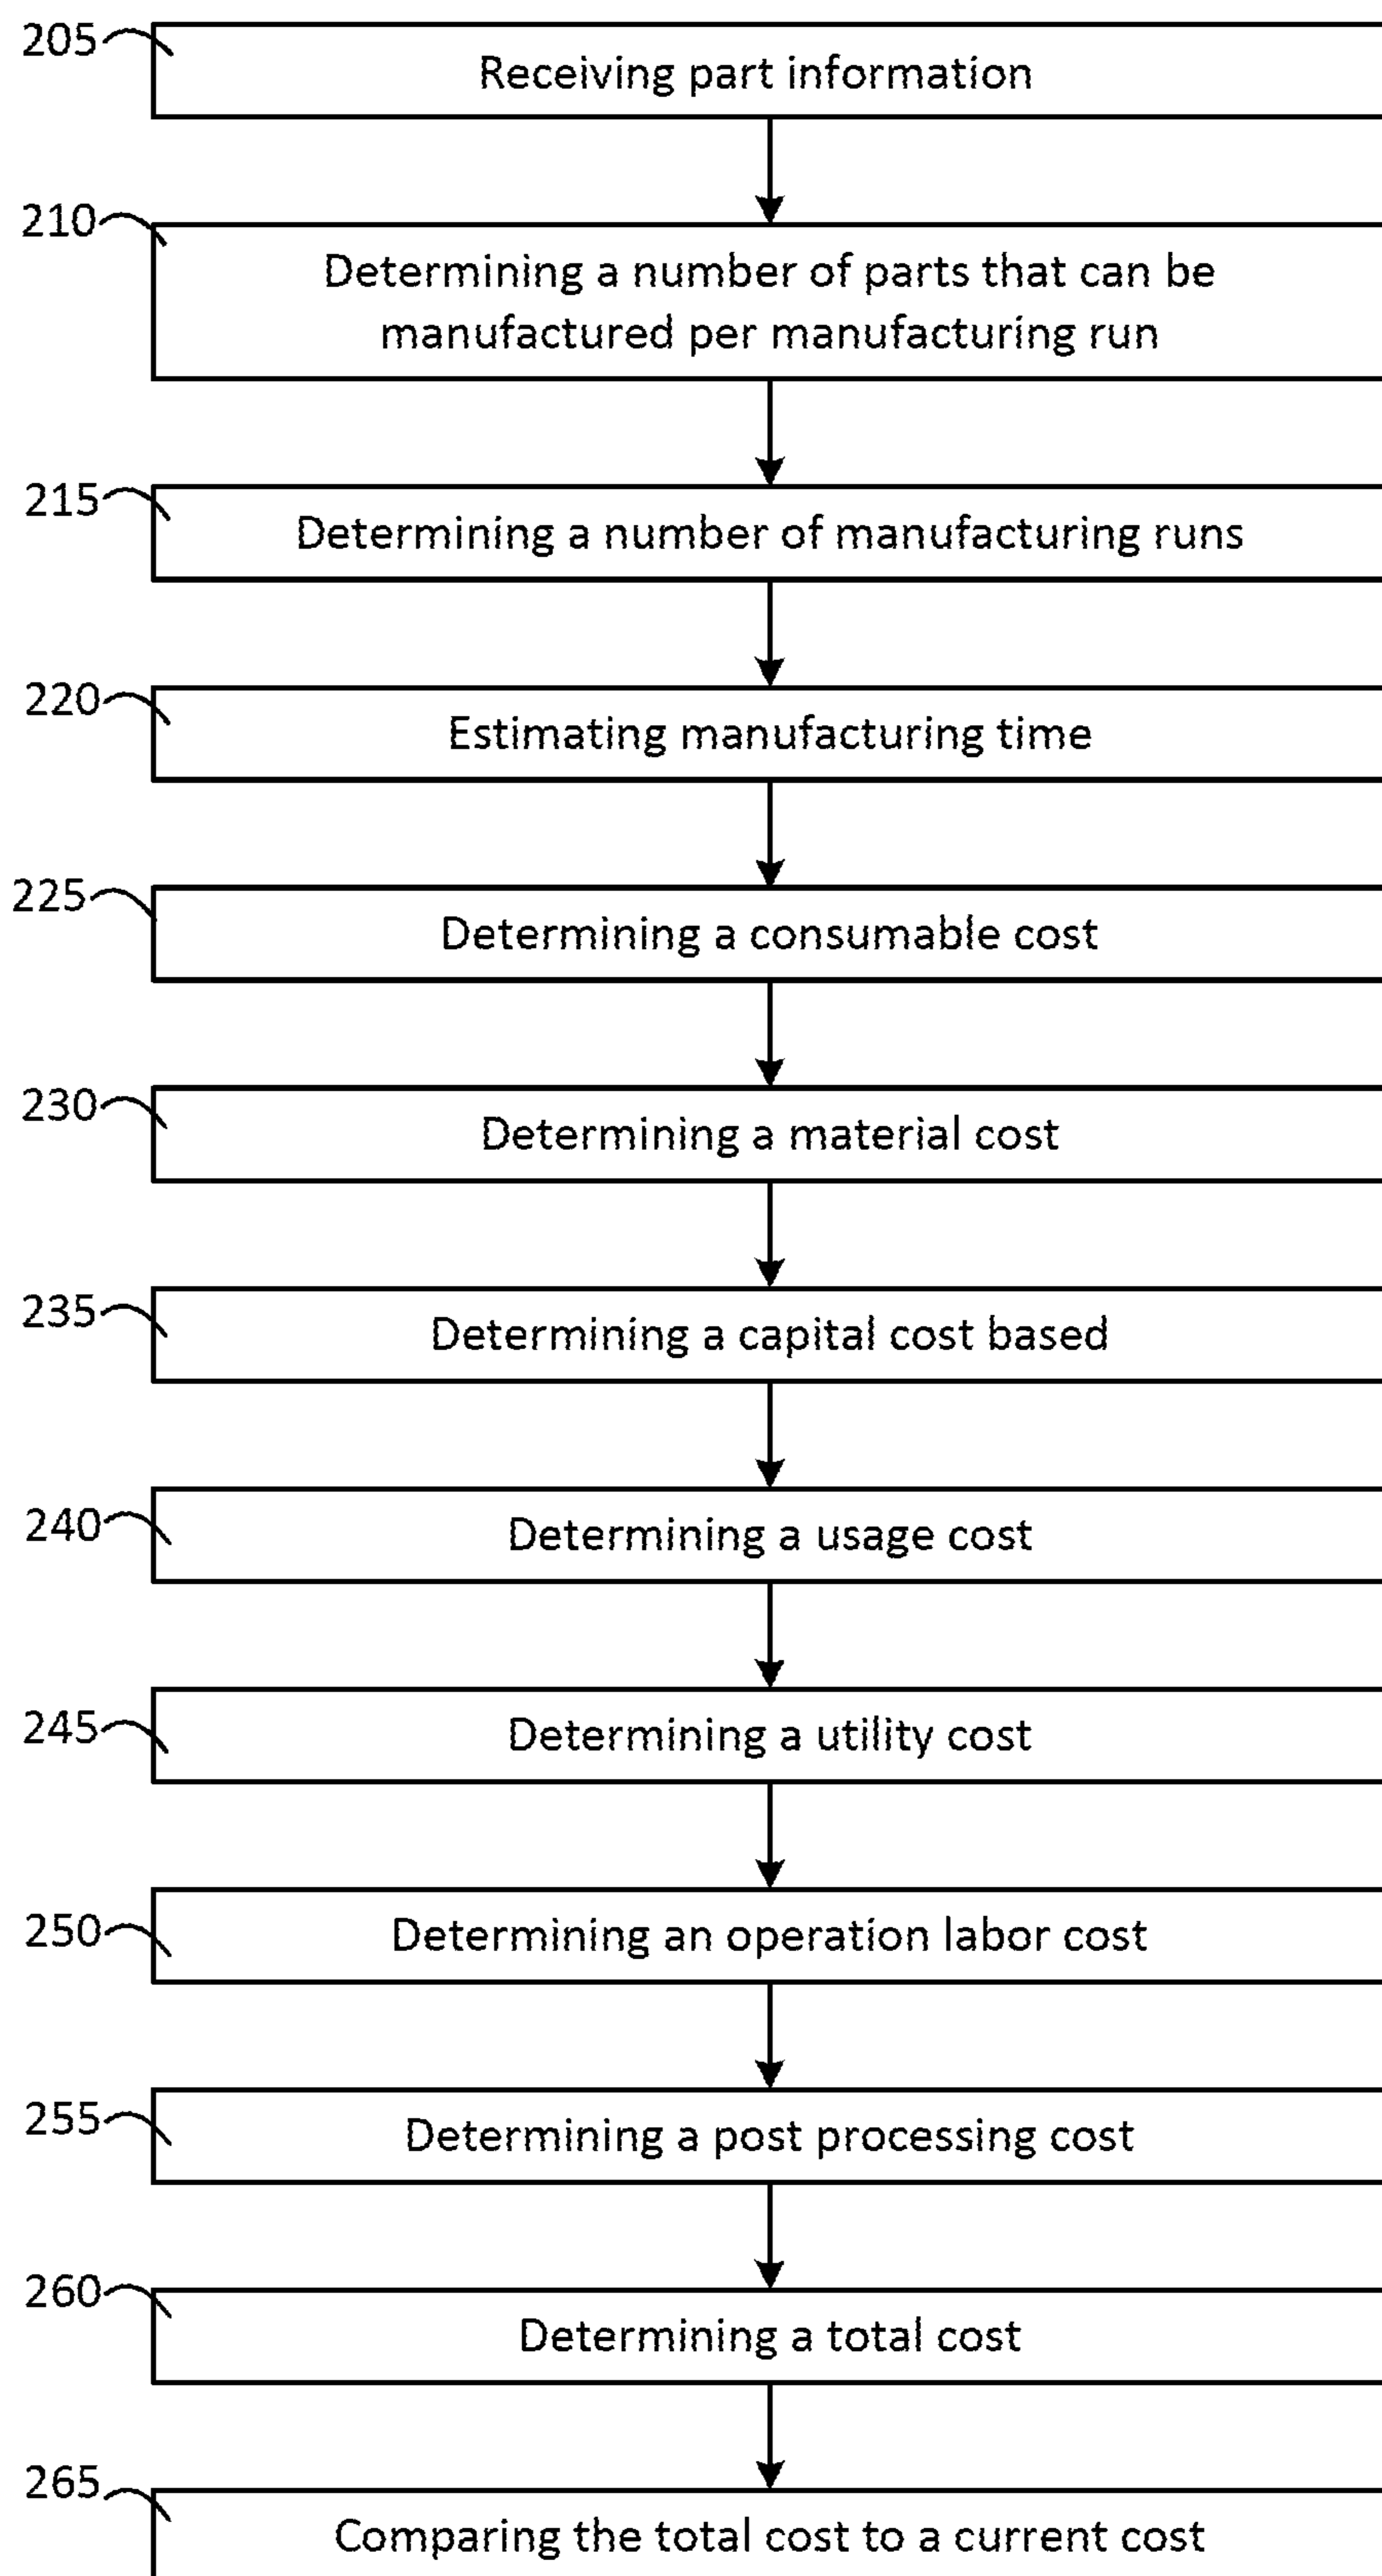 205
Receiving part information
210
Determining a number of parts that can be
manufactured per manufacturing run
215
Determining a number of manufacturing runs
220
Estimating manufacturing time
225
Determining a consumable cost
230
Determining a material cost
235
Determining a capital cost based
240
Determining a usage cost
245
Determining a utility cost
250
Determining an operation labor cost
255
Determining a post processing cost
260
Determining a total cost
265
Comparing the total cost to a current cost